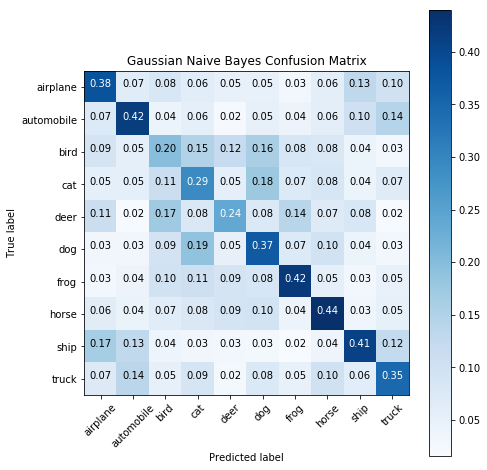 Gaussian Naive Bayes Confusion Matrix
True label
airplane 0.38 0.07 0.08 0.06 0.05 0.05 0.03 0.06 0.13 0.10
automobile 0.07 0.42 0.04 0.06 0.02 0.05 0.04 0.06 0.10 0.14
bird 0.09 0.05 0.20 0.15 0.12 0.16 0.08 0.08 0.04 0.03
cat 0.05 0.05 0.11 0.29 0.05 0.18 0.07 0.08 0.04 0.07
deer 0.11 0.02 0.17 0.08 0.24 0.08 0.14 0.07 0.08 0.02
dog 0.03 0.03 0.09 0.19 0.05 0.37 0.07 0.10 0.04 0.03
frog 0.03 0.04 0.10 0.11 0.09 0.08 0.42 0.05 0.03 0.05
horse 0.06 0.04 0.07 0.08 0.09 0.10 0.04 0.44 0.03 0.05
ship 0.17 0.13 0.04 0.03 0.03 0.03 0.02 0.04 0.41 0.12
truck 0.07 0.14 0.05 0.09 0.02 0.08 0.05 0.10 0.06 0.35
airplane automobile bird cat deer dog frog horse ship truck
Predicted label
0.40
0.35
0.30
0.25
0.20
0.15
0.10
0.05